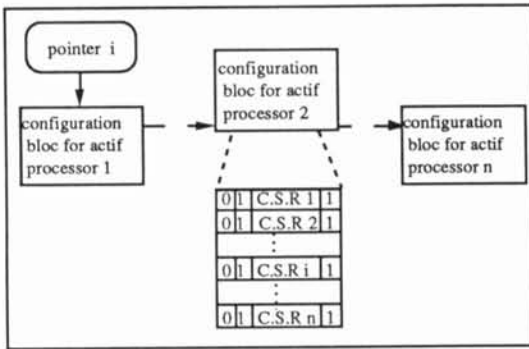 pointer i
configuration
bloc for actif
processor 1
configuration
bloc for actif
processor 2
configuration
bloc for actif
processor n
0 1 C.S.R 1 1
0 1 C.S.R 2 1
0 1 C.S.R i 1
0 1 C.S.R n 1